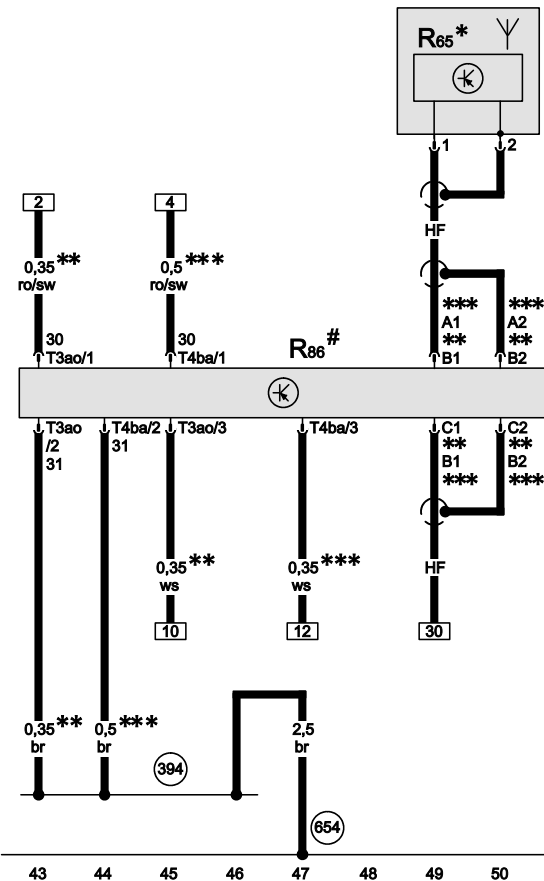 R65*
1 2
2 4
HF
0,35** 0,5***
ro/sw ro/sw
*** ***
A1 A2
** **
30 30 R86#
T3ao/1 T4ba/1 B1 B2
T3ao T4ba/2 T3ao/3 T4ba/3 C1 C2
/2 31 ** **
31 B1 B2
*** ***
0,35** 0,35*** HF
ws ws
10 12 30
0,35** 0,5*** 2,5
br br br
394
654
43 44 45 46 47 48 49 50